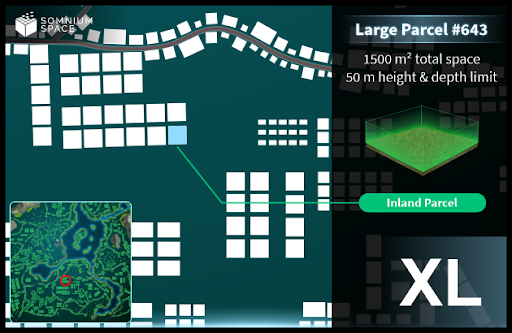 SOMNIUM
SPACE
Large Parcel #643
1500 m² total space
50 m height & depth limit
Inland Parcel
XL